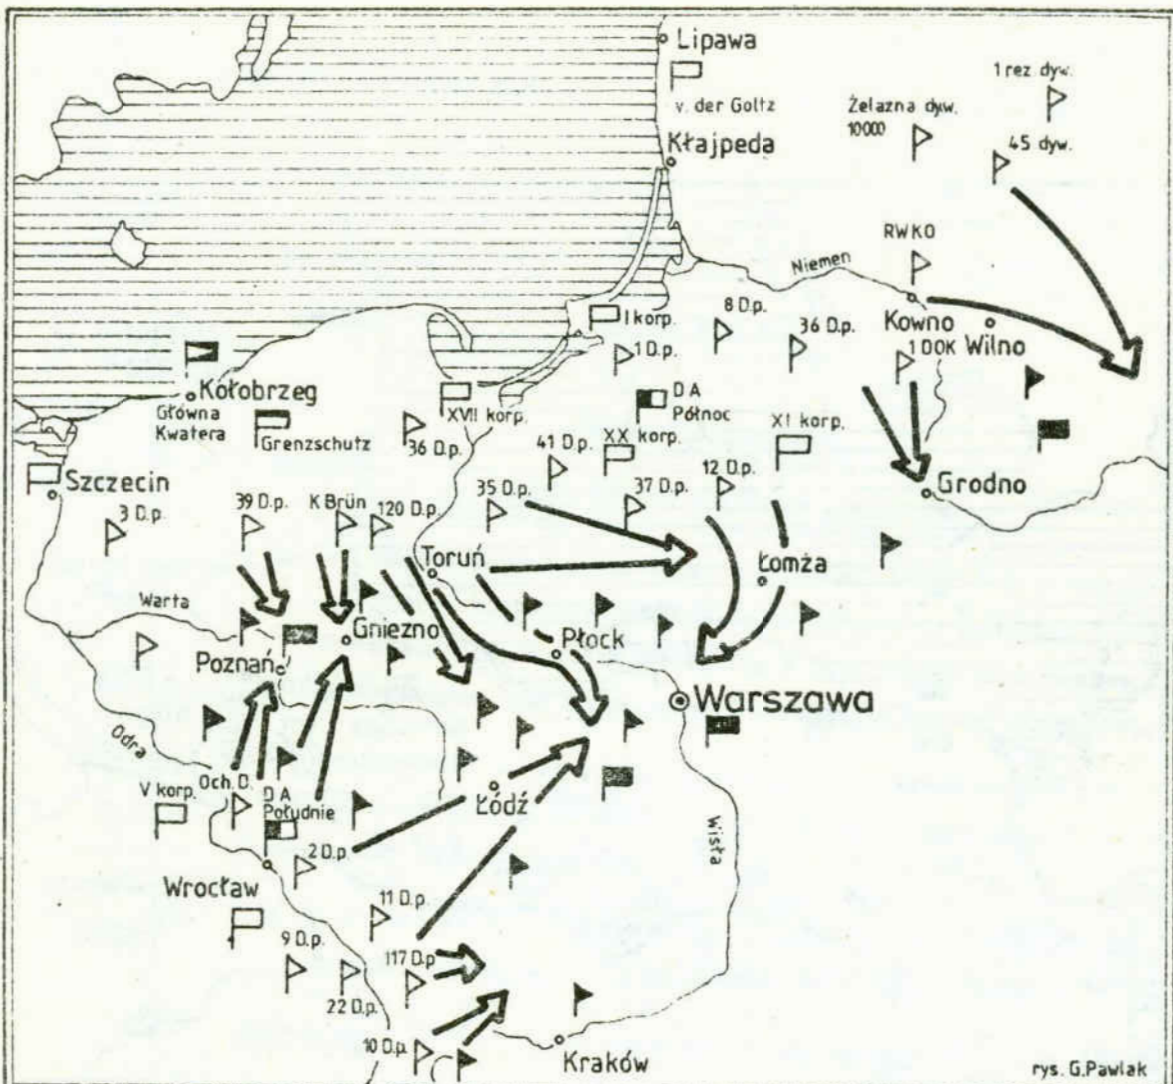 Lipawa
v. der Goltz
Kłajpeda
1 rez. dyw.
Żelazna dyw.
10000
45 dyw.
RWKO
Niemen
Kowno
Wilno
1 DOK
8 D.p.
36 D.p.
I korp.
1 D.p.
D A
Północ
XI korp.
XX korp.
XVII korp.
36 D.p.
41 D.p.
12 D.p.
37 D.p.
35 D.p.
Kółobrzeg
Główna
Kwatera
Grenzschutz
Szczecin
3 D.p.
39 D.p.
K Brün
120 D.p.
Toruń
Grodno
Łomża
Warta
Gniezno
Płock
Poznań
Warszawa
Odra
V korp.
Och. D.
D A
Południe
Łódź
Wisła
2 D.p.
Wrocław
11 D.p.
9 D.p.
117 D.p
22 D.p.
10 D.p.
Kraków
rys. G.Pawlak